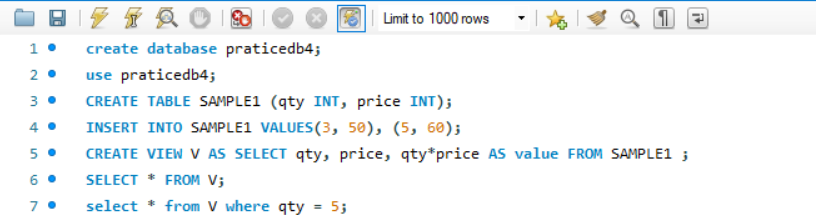 Limit to 1000 rows
1 create database praticedb4;
2 use praticedb4;
3 CREATE TABLE SAMPLE1 (qty INT, price INT);
4 INSERT INTO SAMPLE1 VALUES(3, 50), (5, 60);
5 CREATE VIEW V AS SELECT qty, price, qty*price AS value FROM SAMPLE1 ;
6 SELECT * FROM V;
7 select * from V where qty = 5;